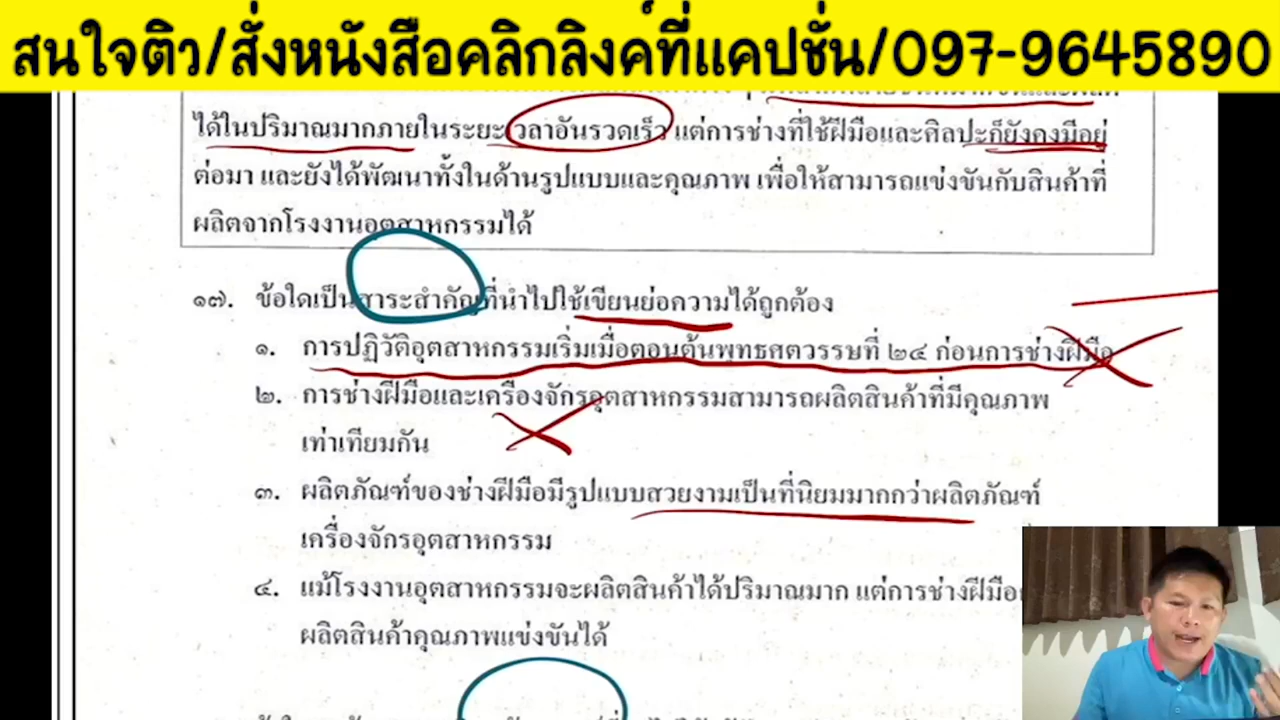 สนใจติว/สั่งหนังสือคลิกลิงค์ที่แคปชั่น/097-9645890
ได้ในปริมาณมากภายในระยะเวลาอันรวดเร็ว แต่การช่างที่ใช้ฝีมือและศิลปะก็ยังคงมีอยู่
ต่อมา และยังได้พัฒนาทั้งในด้านรูปแบบและคุณภาพ เพื่อให้สามารถแข่งขันกับสินค้าที่
ผลิตจากโรงงานอุตสาหกรรมได้
๑๗. ข้อใดเป็นสาระสำคัญที่นำไปใช้เขียนย่อความได้ถูกต้อง
๑. การปฏิวัติอุตสาหกรรมเริ่มเมื่อตอนต้นพุทธศตวรรษที่ ๒๔ ก่อนการช่างฝีมือ
๒. การช่างฝีมือและเครื่องจักรอุตสาหกรรมสามารถผลิตสินค้าที่มีคุณภาพ
เท่าเทียมกัน
๓. ผลิตภัณฑ์ของช่างฝีมือมีรูปแบบสวยงามเป็นที่นิยมมากกว่าผลิตภัณฑ์
เครื่องจักรอุตสาหกรรม
๔. แม้โรงงานอุตสาหกรรมจะผลิตสินค้าได้ปริมาณมาก แต่การช่างฝีมือ
ผลิตสินค้าคุณภาพแข่งขันได้